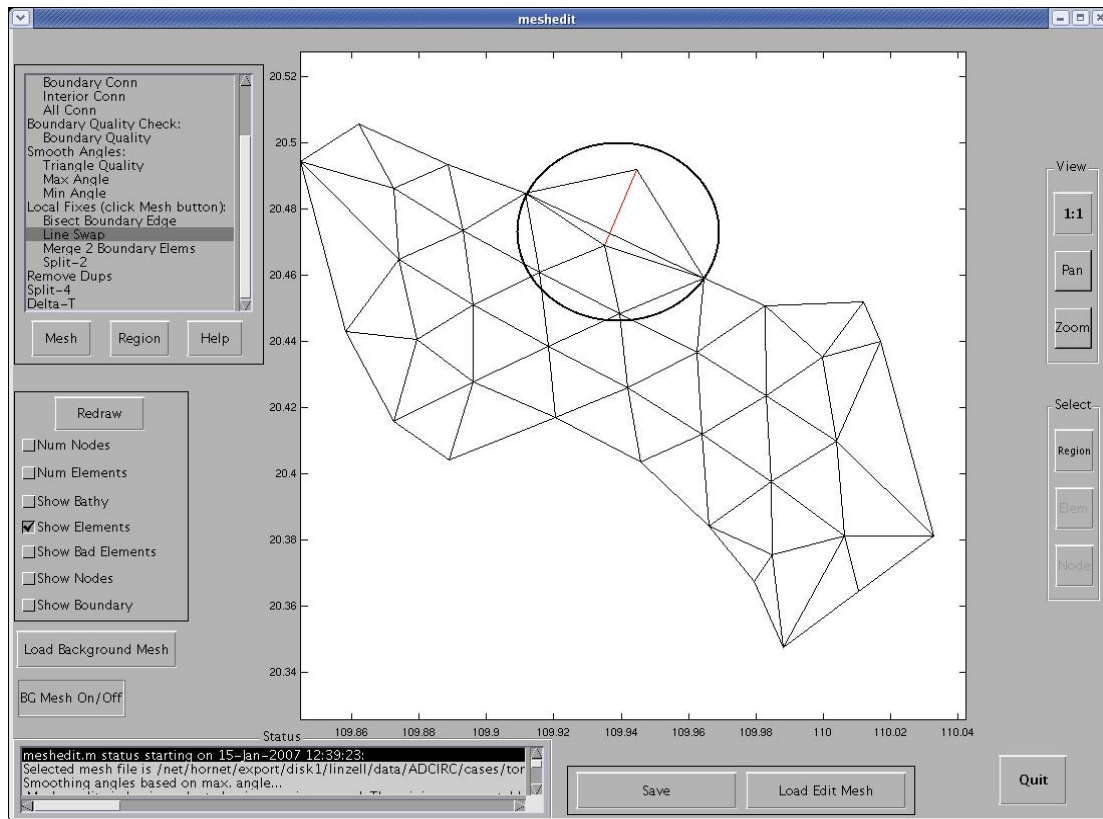 meshedit
Boundary Conn
Interior Conn
All Conn
Boundary Quality Check:
Boundary Quality
Smooth Angles:
Triangle Quality
Max Angle
Min Angle
Local Fixes (click Mesh button):
Bisect Boundary Edge
Line Swap
Merge 2 Boundary Elems
Split-2
Remove Dups
Split-4
Delta-T
Mesh Region Help
Redraw
Num Nodes
Num Elements
Show Bathy
Show Elements
Show Bad Elements
Show Nodes
Show Boundary
Load Background Mesh
BG Mesh On/Off
20.52
20.5
20.48
20.46
20.44
20.42
20.4
20.38
20.36
20.34
109.86 109.88 109.9 109.92 109.94 109.96 109.98 110 110.02 110.04
View
1:1
Pan
Zoom
Select
Region
Elem
Node
Status
meshedit.m status starting on 15-Jan-2007 12:39:23:
Selected mesh file is /net/hornet/export/disk1/linzell/data/ADCIRC/cases/tor
Smoothing angles based on max. angle...
Save Load Edit Mesh
Quit